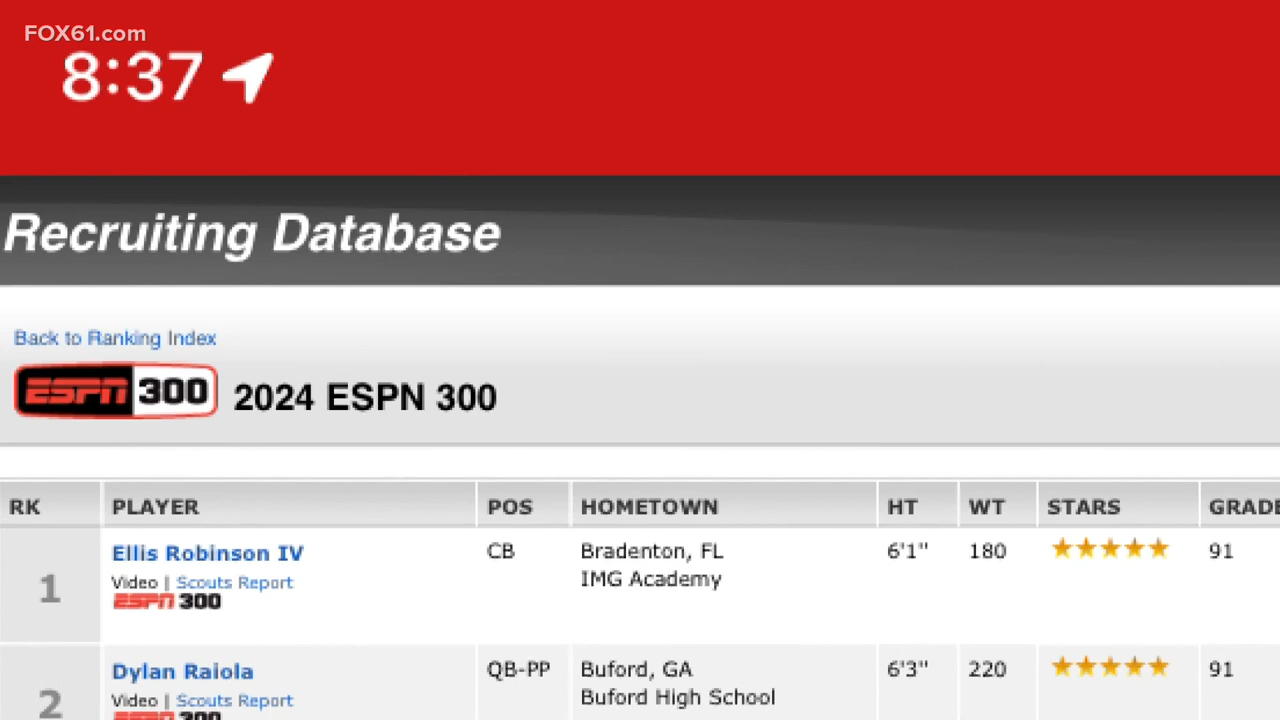 FOX61.com
8:37
Recruiting Database
Back to Ranking Index
ESPN 300 2024 ESPN 300
RK PLAYER POS HOMETOWN HT WT STARS GRADE
1 Ellis Robinson IV CB Bradenton, FL 6'1" 180 91
Video | Scouts Report IMG Academy
ESPN 300
2 Dylan Raiola QB-PP Buford, GA 6'3" 220 91
Video | Scouts Report Buford High School
ESPN 300